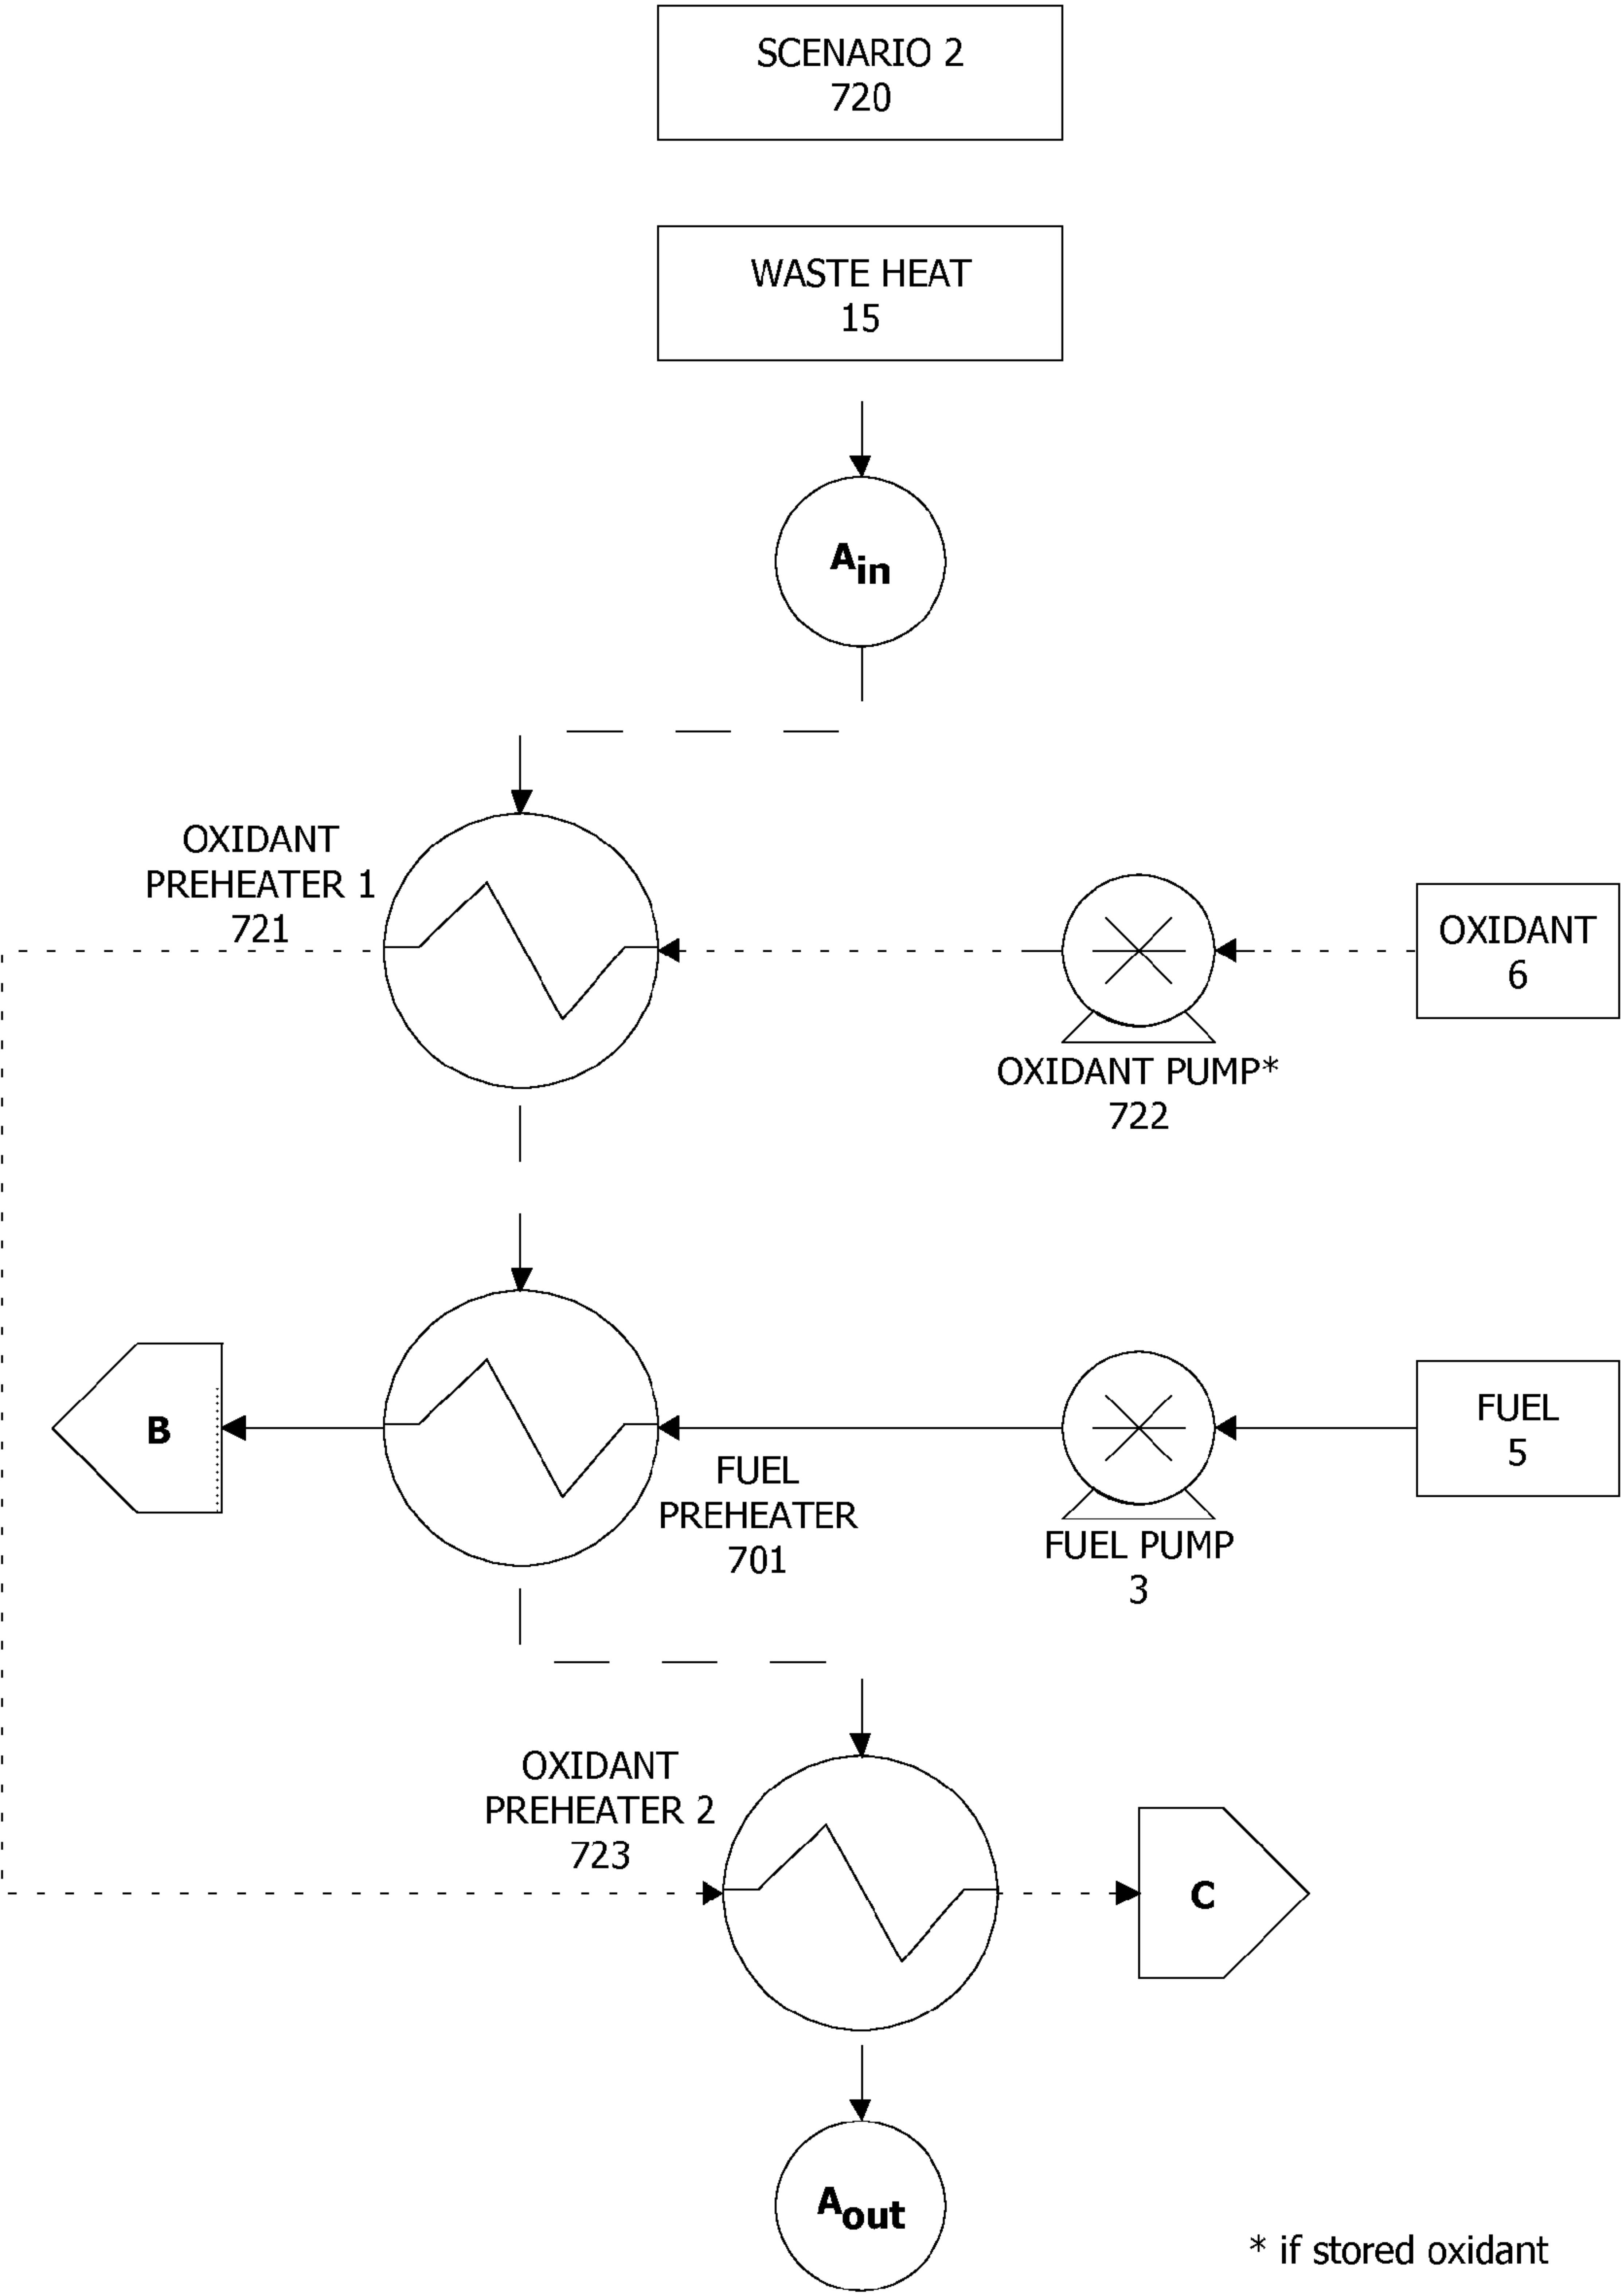 SCENARIO 2
720
WASTE HEAT
15
Ain
OXIDANT
PREHEATER 1
721
OXIDANT
6
OXIDANT PUMP*
722
B
FUEL
PREHEATER
701
FUEL
5
FUEL PUMP
3
OXIDANT
PREHEATER 2
723
C
Aout
* if stored oxidant